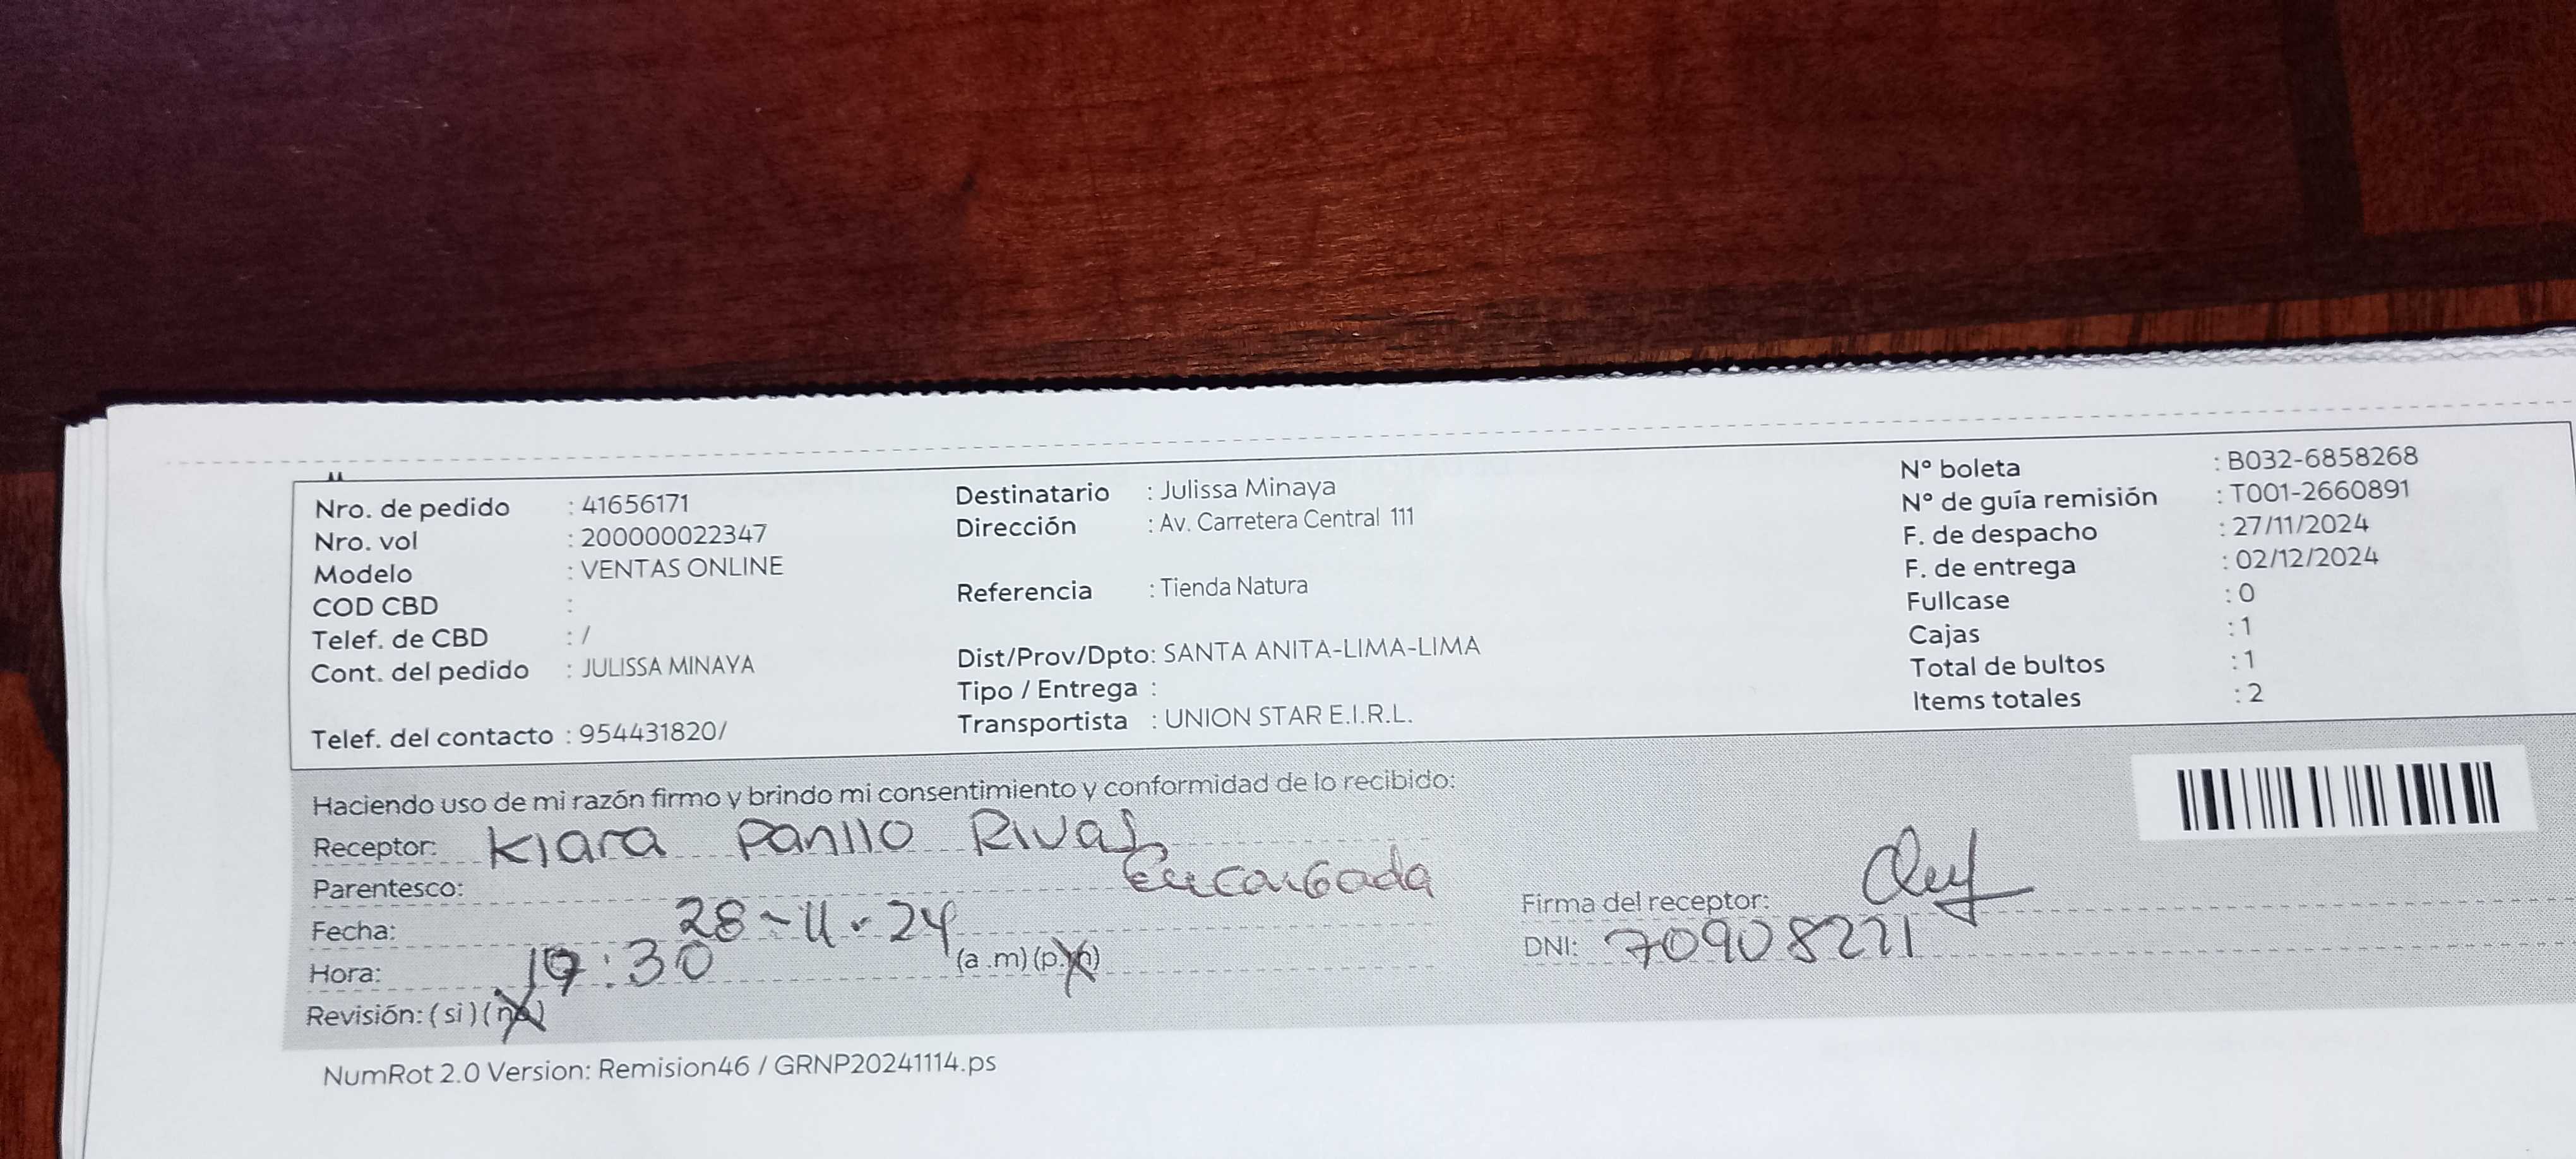 Nro. de pedido : 41656171
Nro. vol : 200000022347
Modelo : VENTAS ONLINE
COD CBD :
Telef. de CBD : /
Cont. del pedido : JULISSA MINAYA
Telef. del contacto : 954431820/
Destinatario : Julissa Minaya
Dirección : Av. Carretera Central 111
Referencia : Tienda Natura
Dist/Prov/Dpto: SANTA ANITA-LIMA-LIMA
Tipo / Entrega :
Transportista : UNION STAR E.I.R.L.
N° boleta : B032-6858268
N° de guía remisión : T001-2660891
F. de despacho : 27/11/2024
F. de entrega : 02/12/2024
Fullcase : 0
Cajas : 1
Total de bultos : 1
Items totales : 2
Haciendo uso de mi razón firmo y brindo mi consentimiento y conformidad de lo recibido:
Receptor: Kiara Rivas
Parentesco: Encargada
Fecha: 28-11-24
Hora: :30 (a .m) (p.m)
Revisión: ( si ) ( no )
Firma del receptor:
DNI: 70908221
NumRot 2.0 Version: Remision46 / GRNP20241114.ps